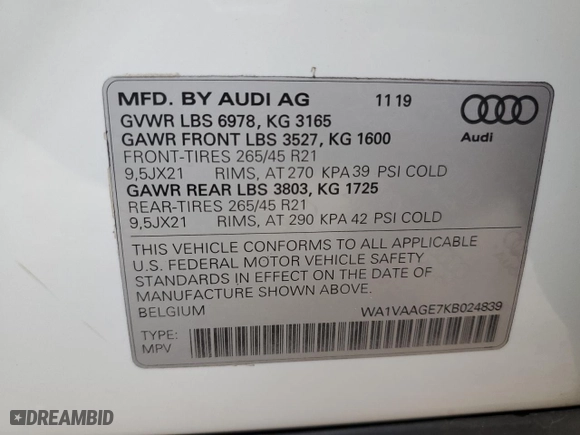 MFD. BY AUDI AG 11 19
GVWR LBS 6978, KG 3165
GAWR FRONT LBS 3527, KG 1600
FRONT-TIRES 265/45 R21
9,5JX21 RIMS, AT 270 KPA 39 PSI COLD
GAWR REAR LBS 3803, KG 1725
REAR-TIRES 265/45 R21
9,5JX21 RIMS, AT 290 KPA 42 PSI COLD
Audi
THIS VEHICLE CONFORMS TO ALL APPLICABLE
U.S. FEDERAL MOTOR VEHICLE SAFETY
STANDARDS IN EFFECT ON THE DATE OF
MANUFACTURE SHOWN ABOVE.
BELGIUM WA1VAAGE7KB024839
TYPE:
MPV
DREAMBID